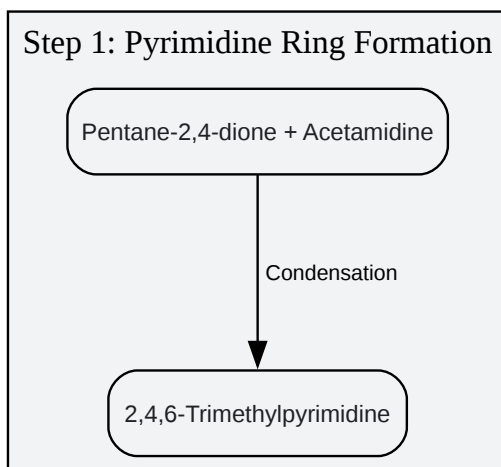 Step 1: Pyrimidine Ring Formation
Pentane-2,4-dione + Acetamidine
Condensation
2,4,6-Trimethylpyrimidine